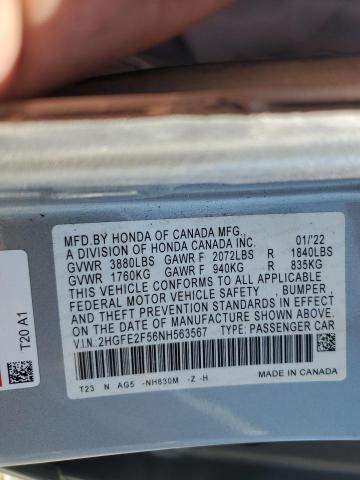 MFD.BY HONDA OF CANADA MFG.,
A DIVISION OF HONDA CANADA INC. 01/'22
GVWR 3880LBS GAWR F 2072LBS R 1840LBS
GVWR 1760KG GAWR F 940KG R 835KG
THIS VEHICLE CONFORMS TO ALL APPLICABLE
FEDERAL MOTOR VEHICLE SAFETY, BUMPER,
& THEFT PREVENTION STANDARDS IN EFFECT
ON THE DATE OF MANUFACTURE SHOWN ABOVE.
V.I.N.:2HGFE2F56NH563567 TYPE: PASSENGER CAR
T23 N AG5 -NH830M -Z -H
MADE IN CANADA
T20 A1